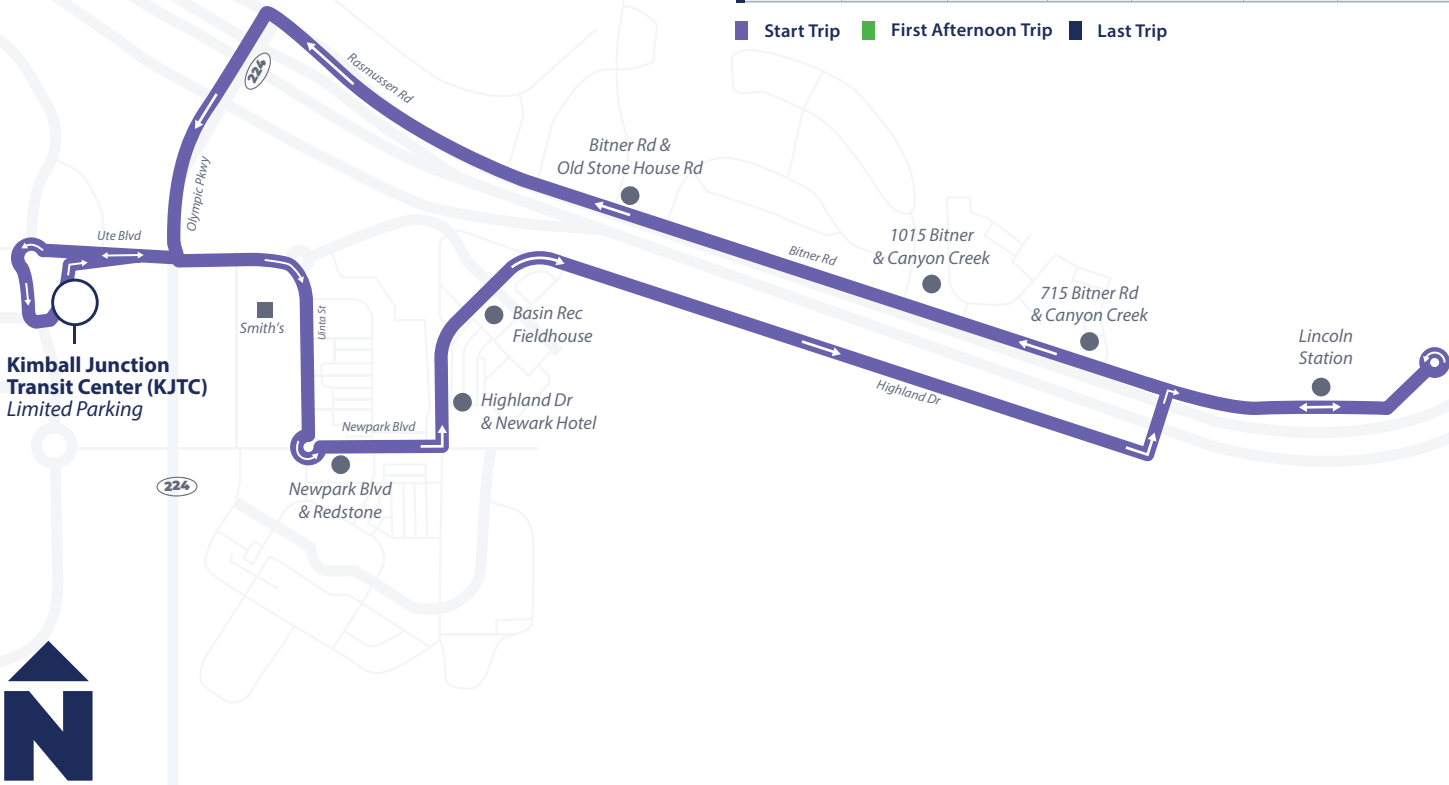 Start Trip
First Afternoon Trip
Last Trip
224
Rasmussen Rd
Olympic Pkwy
Bitner Rd &
Old Stone House Rd
Ute Blvd
Bitner Rd
1015 Bitner
& Canyon Creek
715 Bitner Rd
& Canyon Creek
Lincoln
Station
Smith's
Uinta St
Basin Rec
Fieldhouse
Kimball Junction
Transit Center (KJTC)
Limited Parking
Highland Dr
Highland Dr
& Newark Hotel
Newpark Blvd
Newpark Blvd
& Redstone
224
N